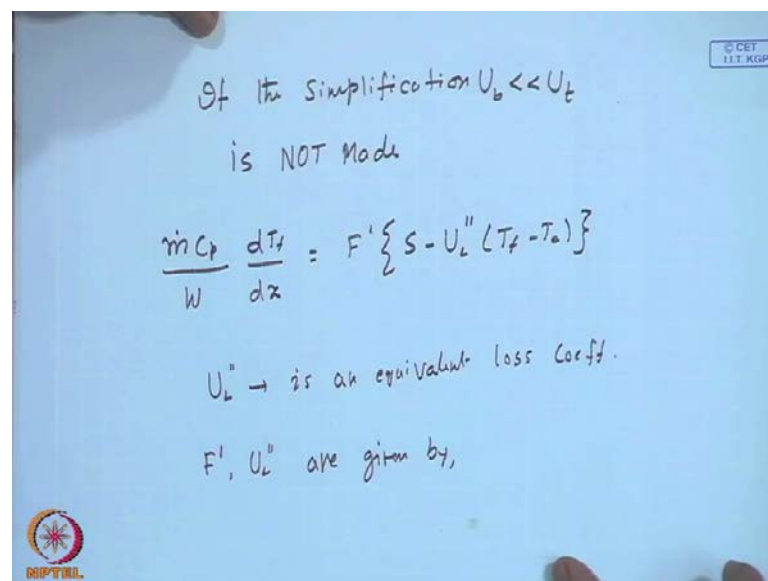 © CET
I.I.T. KGP
If the Simplification U_b << U_t
is NOT Made
ṁ C_p / W dT_f / dx = F' { S - U_L'' (T_f - T_a) }
U_L'' → is an equivalent loss Coeff.
F', U_L'' are given by,
NPTEL